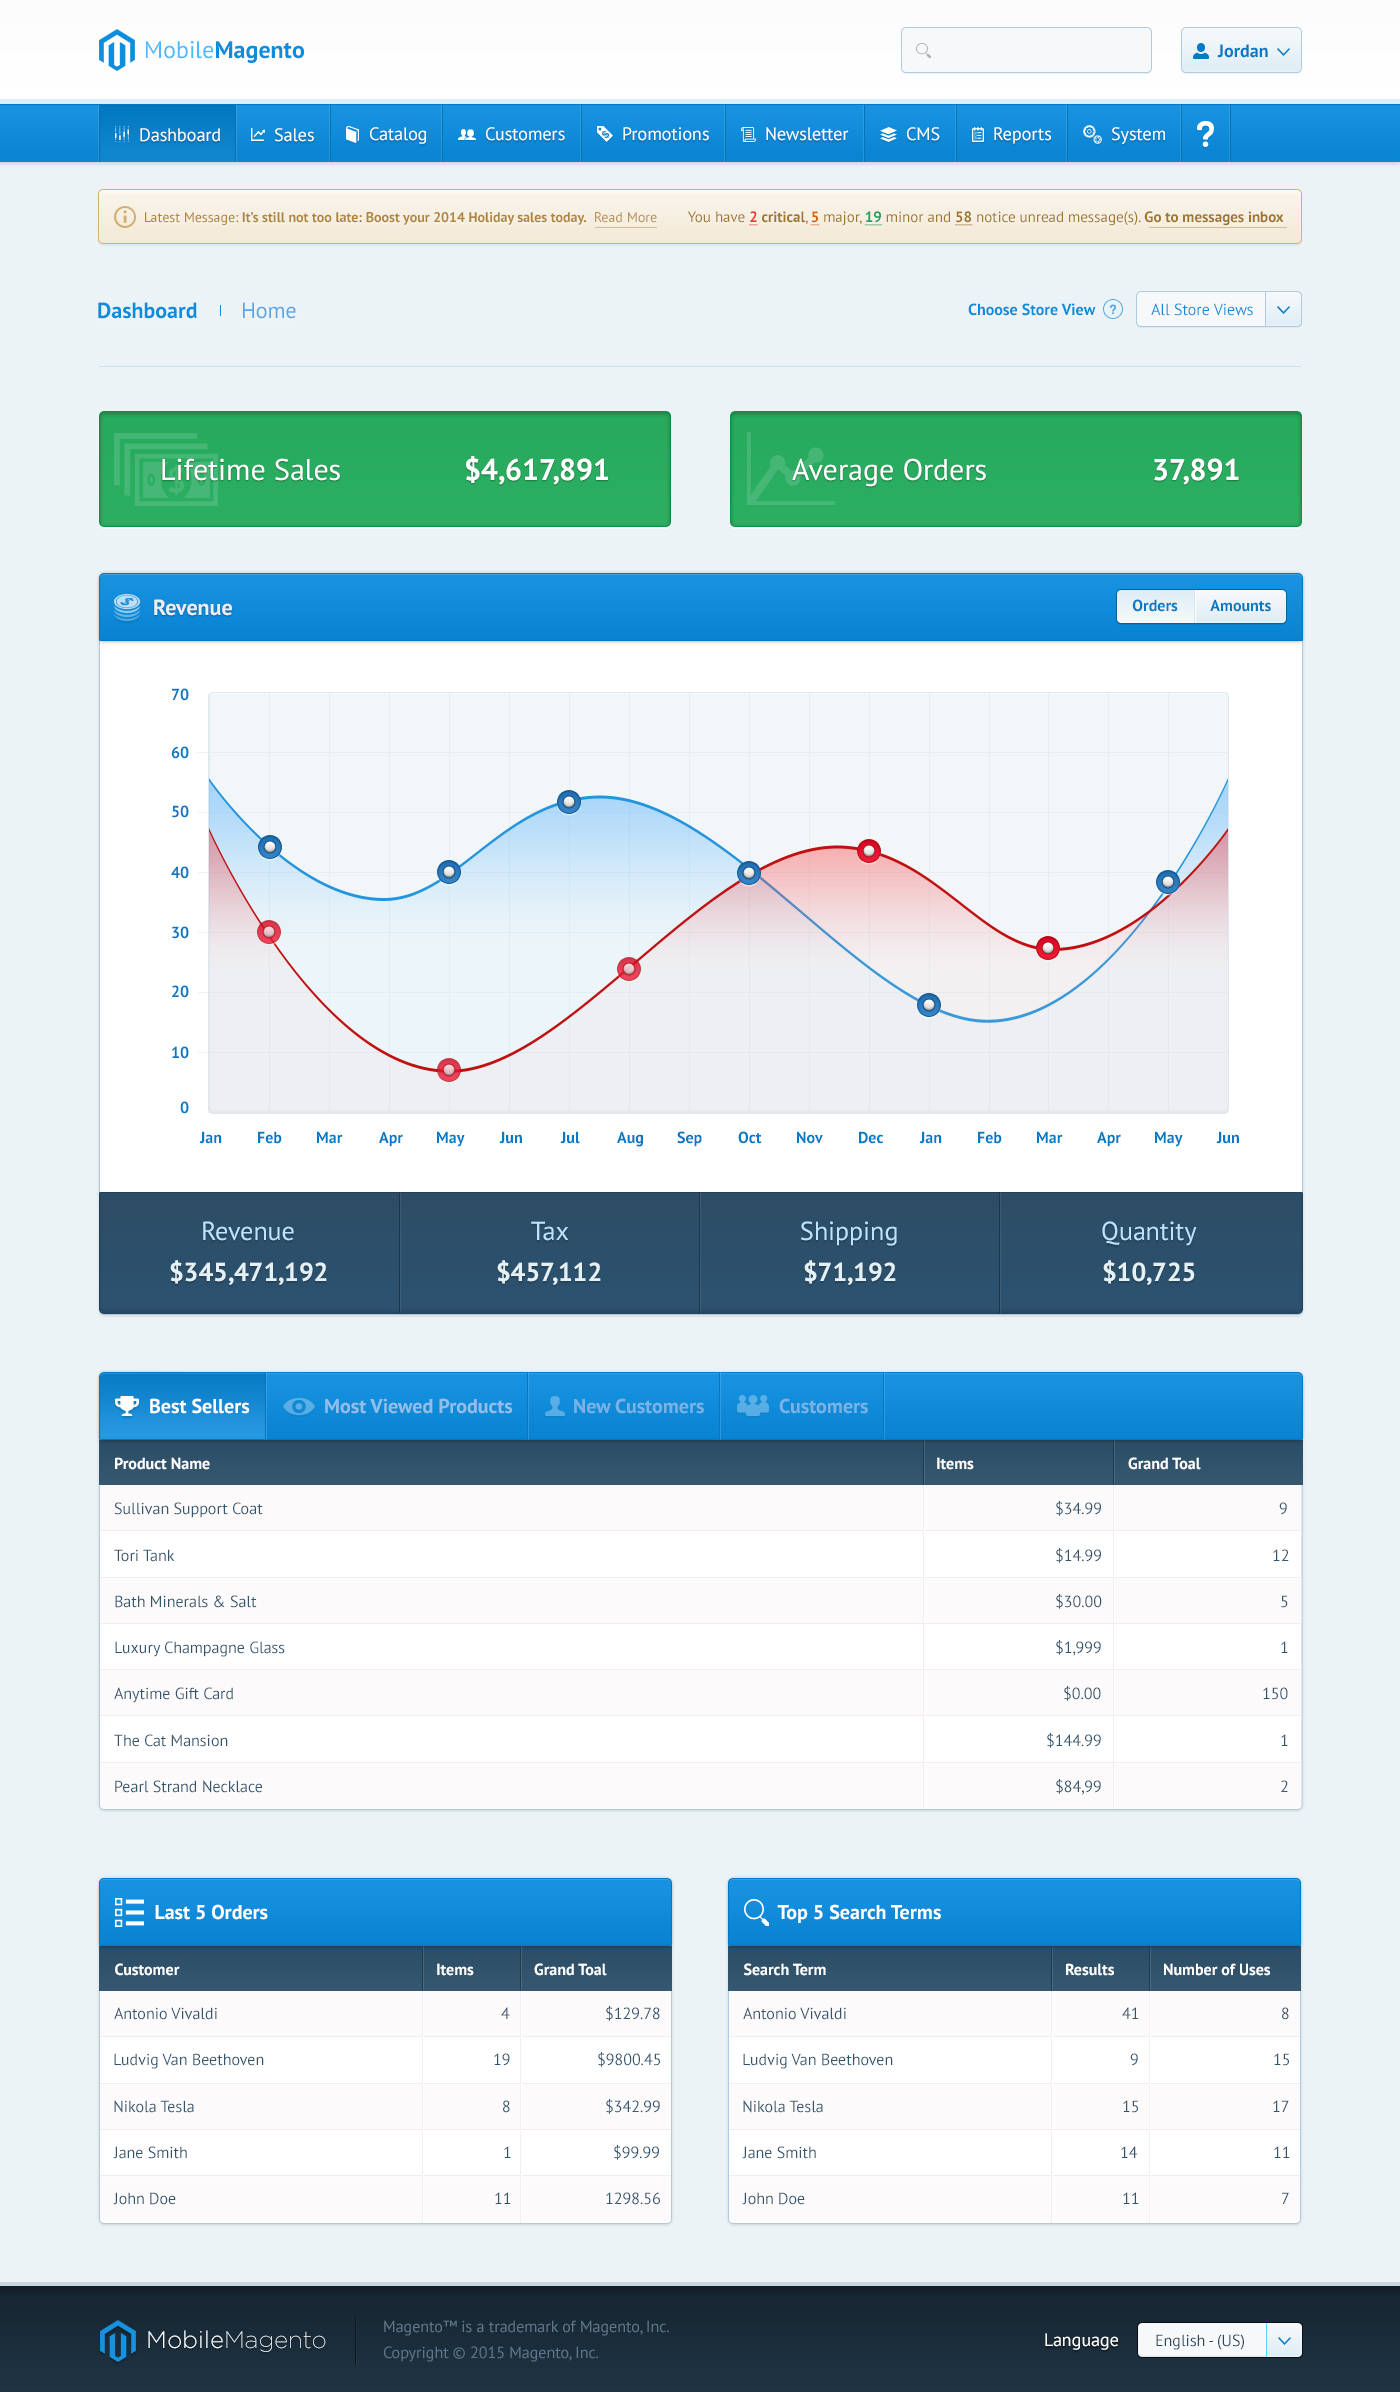 MobileMagento
Jordan
Dashboard Sales Catalog Customers Promotions Newsletter CMS Reports System ?
Latest Message: It's still not too late: Boost your 2014 Holiday sales today. Read More You have 2 critical, 5 major, 19 minor and 58 notice unread message(s). Go to messages inbox
Dashboard Home Choose Store View ? All Store Views
Lifetime Sales $4,617,891
Average Orders 37,891
Revenue Orders Amounts
70
60
50
40
30
20
10
0
Jan Feb Mar Apr May Jun Jul Aug Sep Oct Nov Dec Jan Feb Mar Apr May Jun
Revenue Tax Shipping Quantity
$345,471,192 $457,112 $71,192 $10,725
Best Sellers Most Viewed Products New Customers Customers
Product Name Items Grand Toal
Sullivan Support Coat $34.99 9
Tori Tank $14.99 12
Bath Minerals & Salt $30.00 5
Luxury Champagne Glass $1,999 1
Anytime Gift Card $0.00 150
The Cat Mansion $144.99 1
Pearl Strand Necklace $84,99 2
Last 5 Orders
Customer Items Grand Toal
Antonio Vivaldi 4 $129.78
Ludvig Van Beethoven 19 $9800.45
Nikola Tesla 8 $342.99
Jane Smith 1 $99.99
John Doe 11 1298.56
Top 5 Search Terms
Search Term Results Number of Uses
Antonio Vivaldi 41 8
Ludvig Van Beethoven 9 15
Nikola Tesla 15 17
Jane Smith 14 11
John Doe 11 7
MobileMagento
Magento™ is a trademark of Magento, Inc.
Copyright © 2015 Magento, Inc.
Language English - (US)